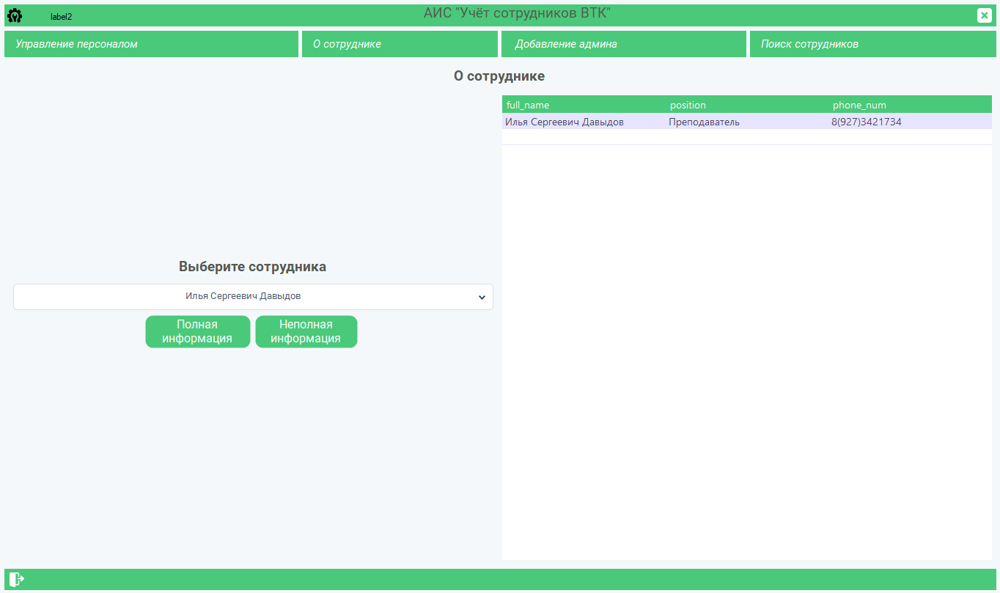 label2
АИС "Учёт сотрудников ВТК"
Управление персоналом
О сотруднике
Добавление админа
Поиск сотрудников
О сотруднике
full_name position phone_num
Илья Сергеевич Давыдов Преподаватель 8(927)3421734
Выберите сотрудника
Илья Сергеевич Давыдов
Полная
информация
Неполная
информация